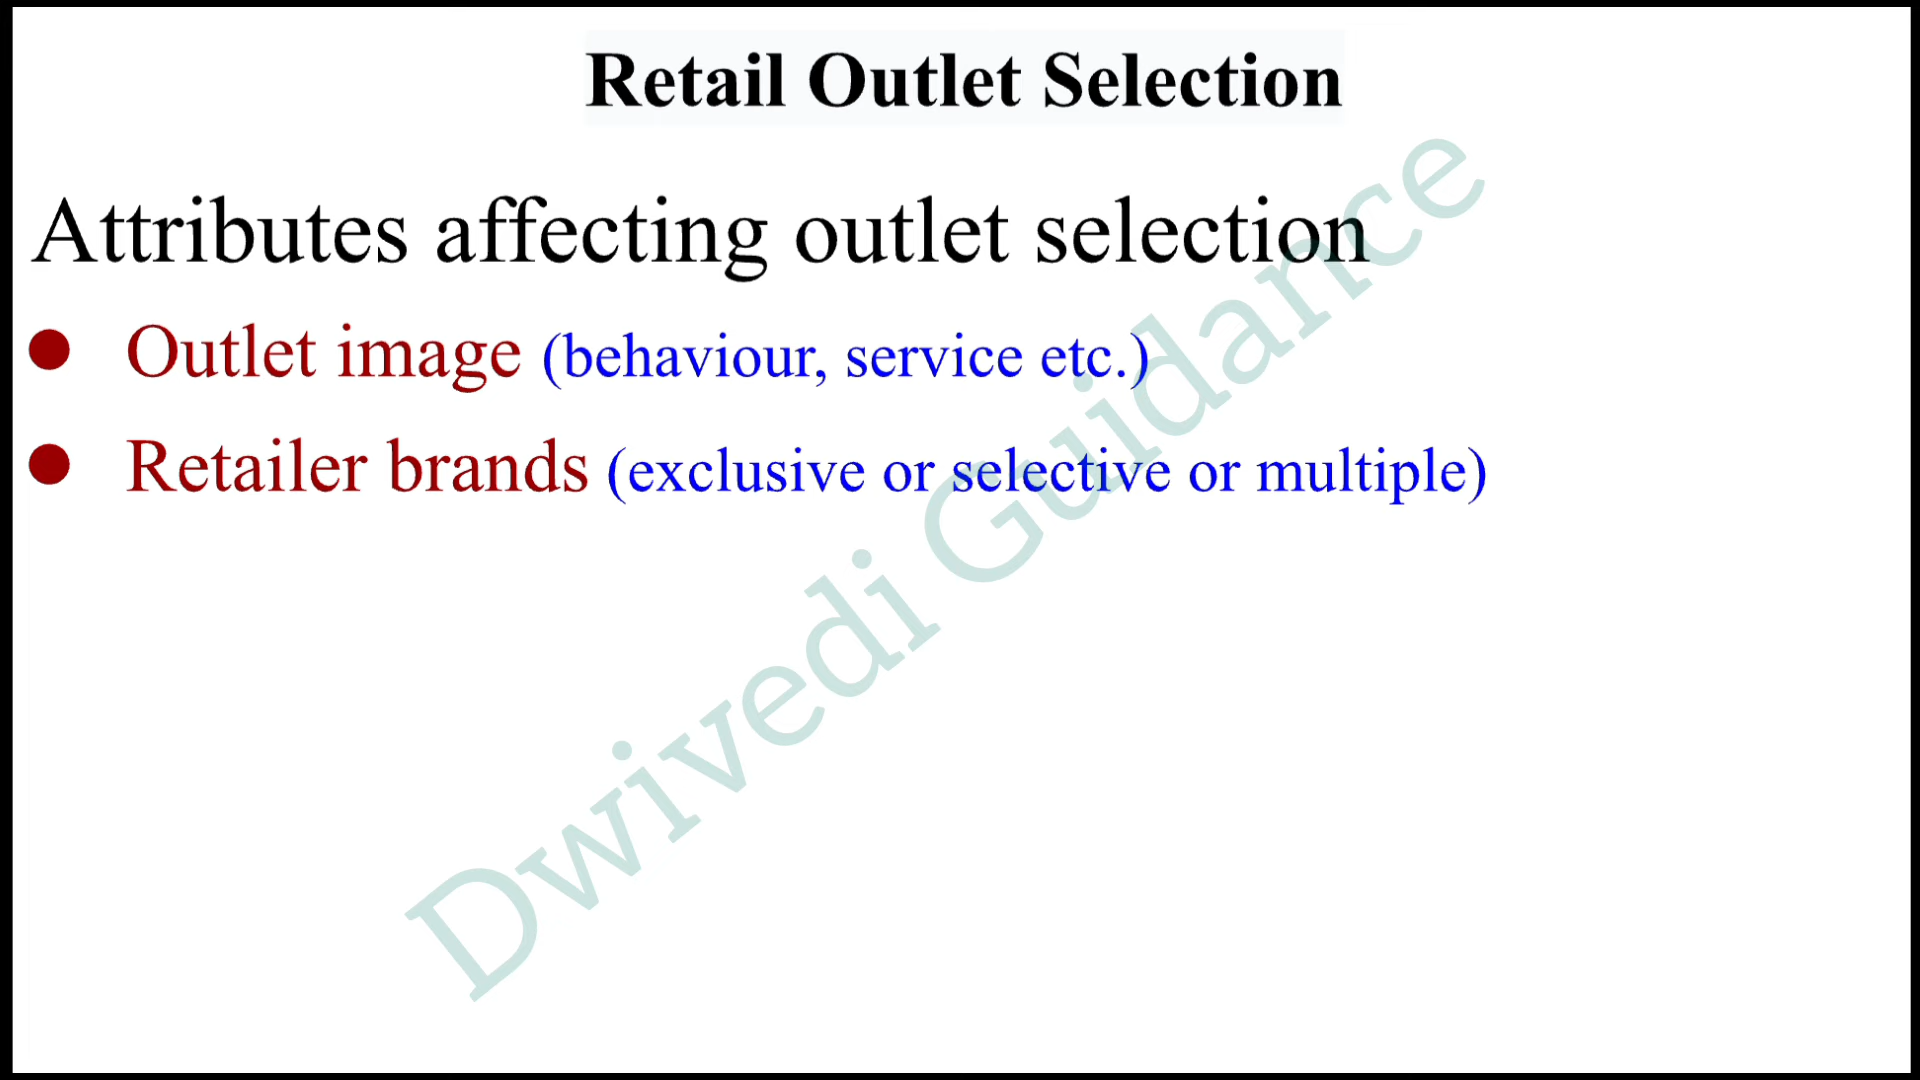 Retail Outlet Selection
Attributes affecting outlet selection
● Outlet image (behaviour, service etc.)
● Retailer brands (exclusive or selective or multiple)
Dwivedi Guidance